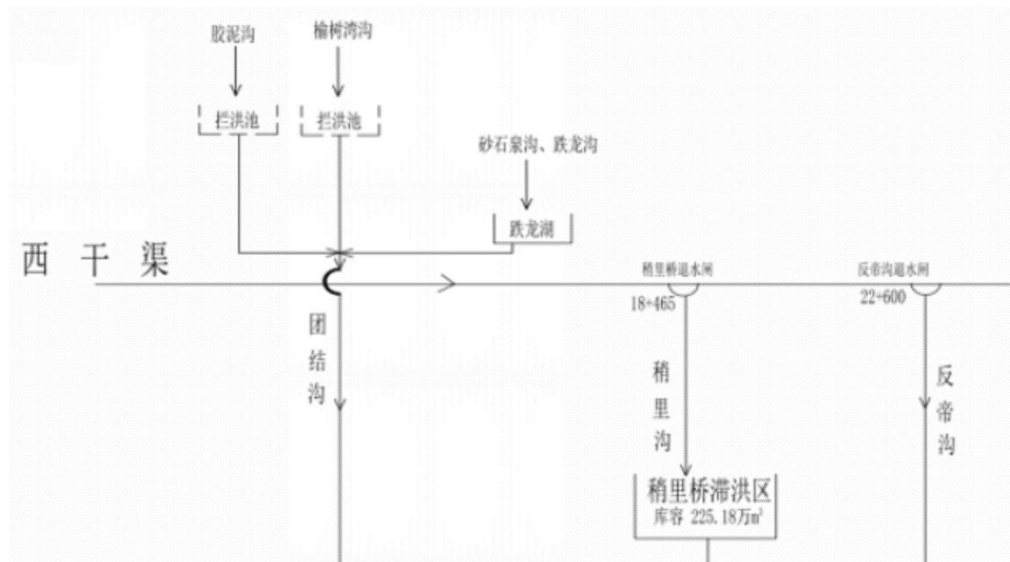 胶泥沟
榆树湾沟
拦洪池
拦洪池
砂石泉沟、跌龙沟
跌龙湖
西干渠
稍里桥退水闸
反帝沟退水闸
18+465
22+600
团结沟
稍里沟
反帝沟
稍里桥滞洪区
库容 225.18万m³